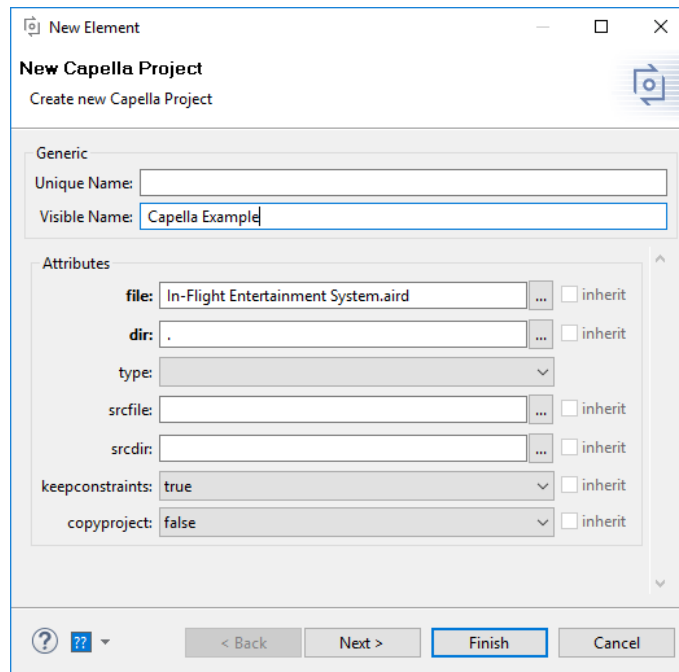 New Element
New Capella Project
Create new Capella Project
Generic
Unique Name:
Visible Name: Capella Example
Attributes
file: In-Flight Entertainment System.aird ... inherit
dir: . ... inherit
type:
srcfile: ... inherit
srcdir: ... inherit
keepconstraints: true inherit
copyproject: false inherit
? ?? < Back Next > Finish Cancel